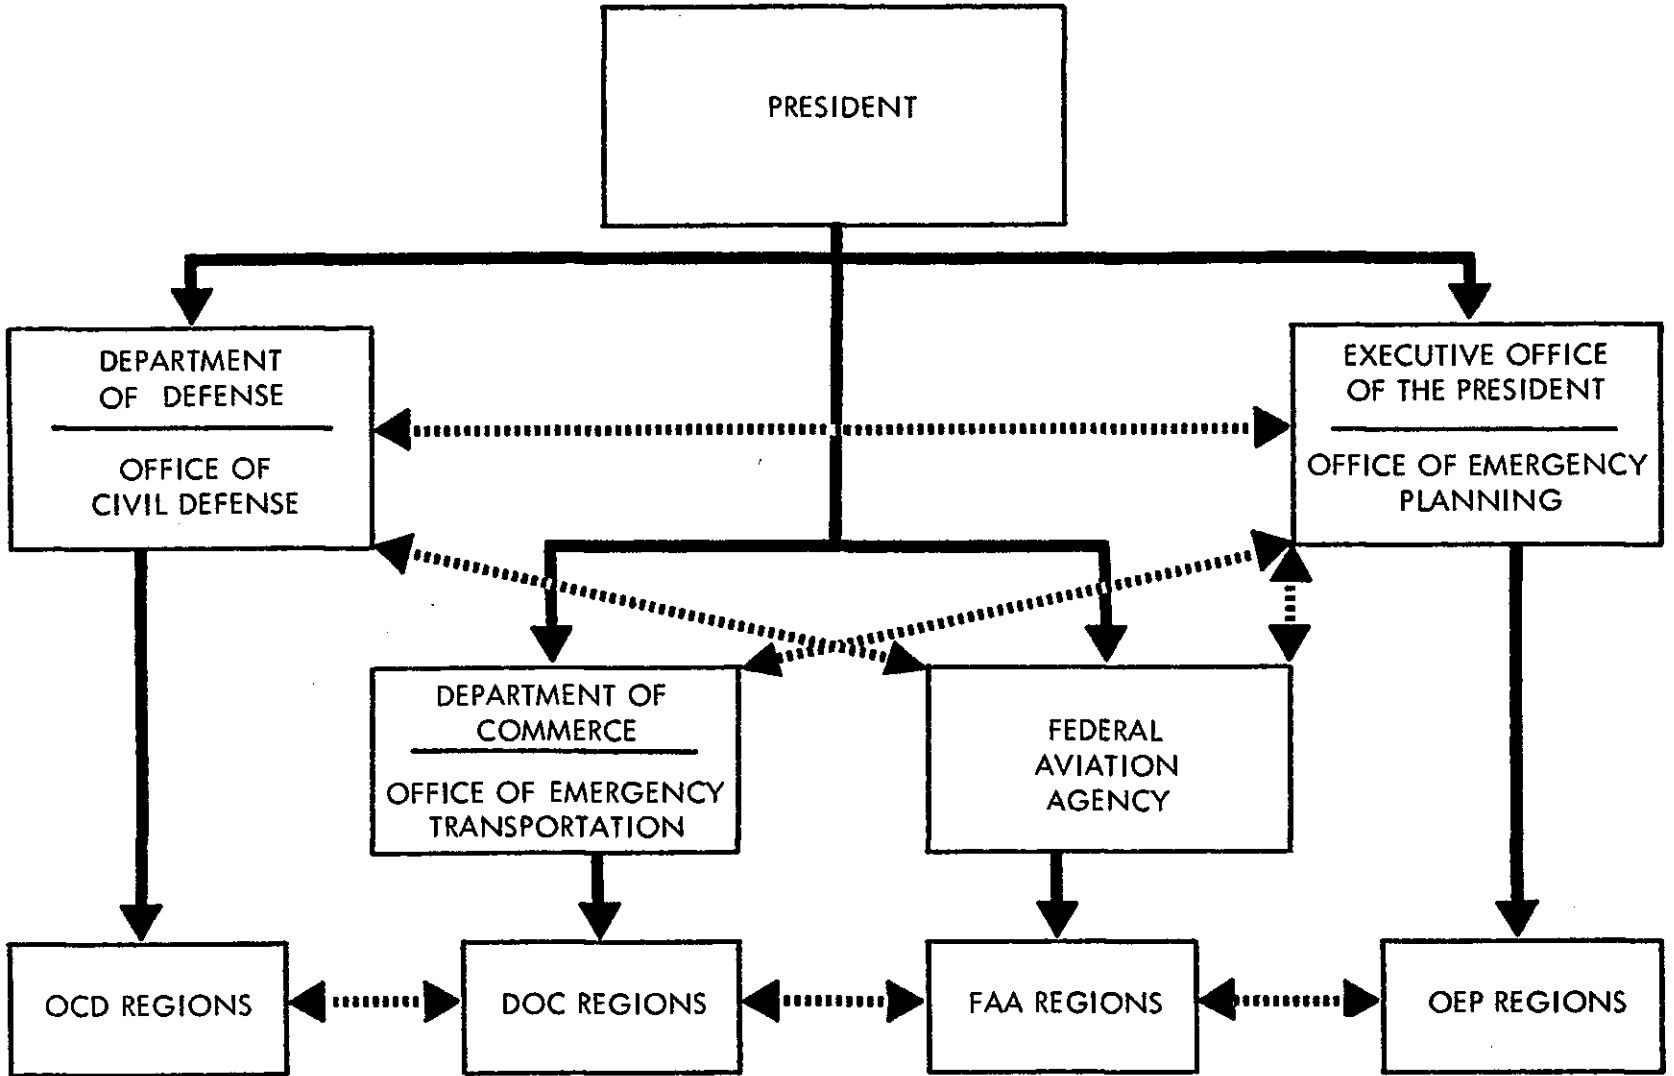 PRESIDENT
DEPARTMENT
OF DEFENSE
OFFICE OF
CIVIL DEFENSE
EXECUTIVE OFFICE
OF THE PRESIDENT
OFFICE OF EMERGENCY
PLANNING
DEPARTMENT OF
COMMERCE
OFFICE OF EMERGENCY
TRANSPORTATION
FEDERAL
AVIATION
AGENCY
OCD REGIONS
DOC REGIONS
FAA REGIONS
OEP REGIONS